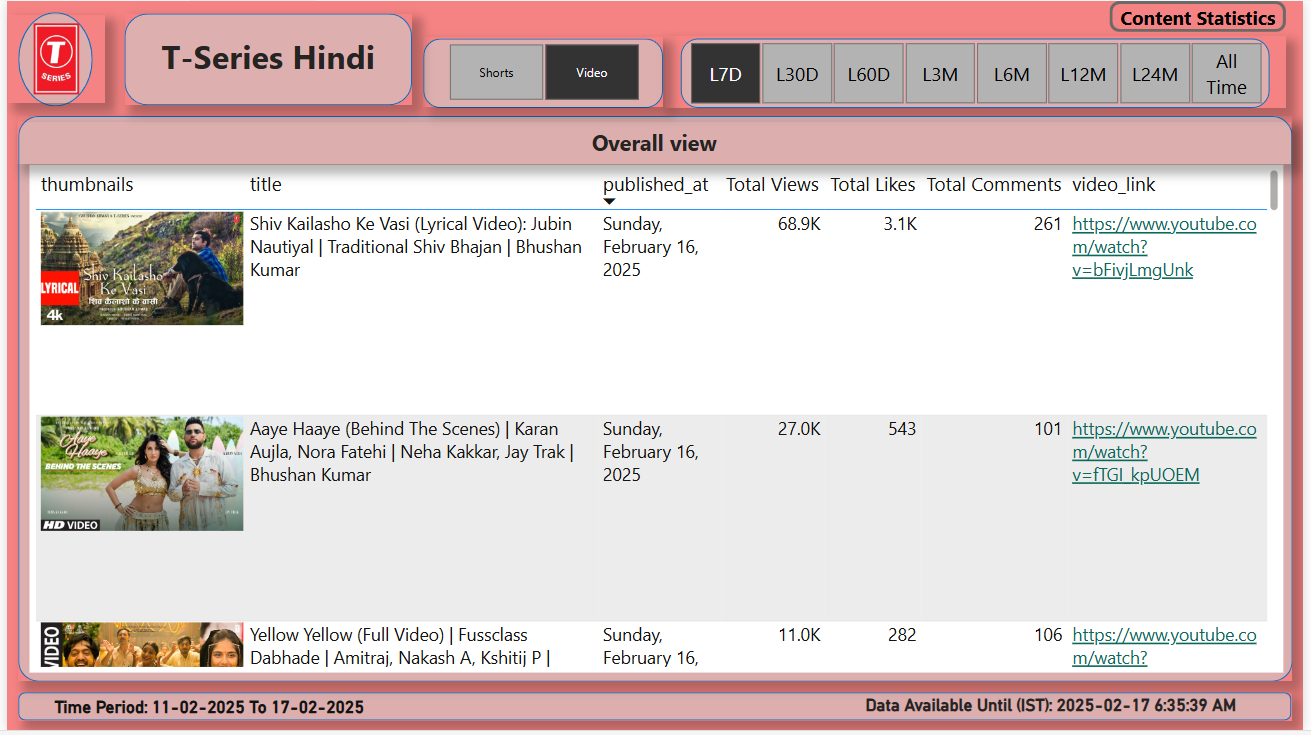 Content Statistics
T
SERIES
T-Series Hindi
Shorts
Video
L7D
L30D
L60D
L3M
L6M
L12M
L24M
All
Time
Overall view
thumbnails
title
published_at
Total Views
Total Likes
Total Comments
video_link
Shiv Kailasho
Ke Vasi
शिव कैलाशो के वासी
LYRICAL
4k
Shiv Kailasho Ke Vasi (Lyrical Video): Jubin
Nautiyal | Traditional Shiv Bhajan | Bhushan
Kumar
Sunday,
February 16,
2025
68.9K
3.1K
261
https://www.youtube.co
m/watch?
v=bFivjLmgUnk
Aaye
Haaye
BEHIND THE SCENES
HD VIDEO
Aaye Haaye (Behind The Scenes) | Karan
Aujla, Nora Fatehi | Neha Kakkar, Jay Trak |
Bhushan Kumar
Sunday,
February 16,
2025
27.0K
543
101
https://www.youtube.co
m/watch?
v=fTGI_kpUOEM
VIDEO
Yellow Yellow (Full Video) | Fussclass
Dabhade | Amitraj, Nakash A, Kshitij P |
Sunday,
February 16,
11.0K
282
106
https://www.youtube.co
m/watch?
Time Period: 11-02-2025 To 17-02-2025
Data Available Until (IST): 2025-02-17 6:35:39 AM